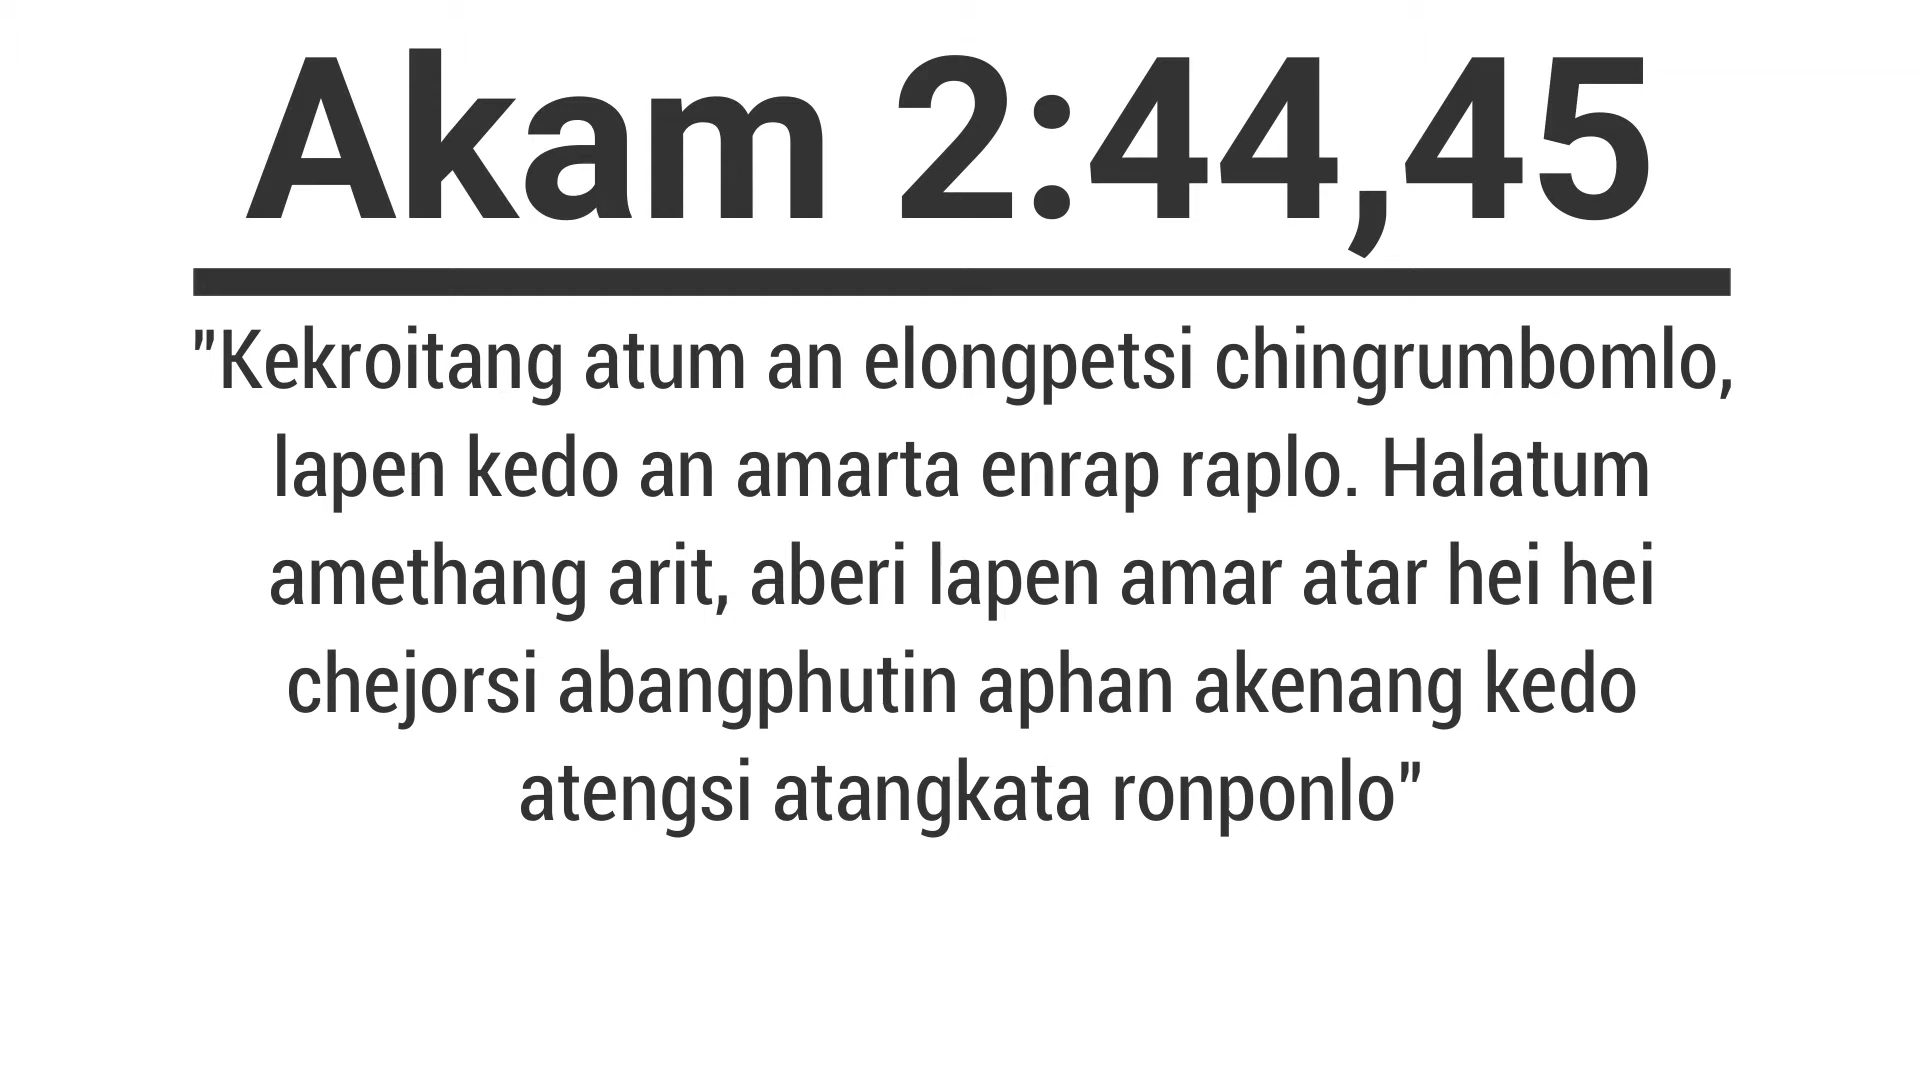 Akam 2:44,45
"Kekroitang atum an elongpetsi chingrumbomlo,
lapen kedo an amarta enrap raplo. Halatum
amethang arit, aberi lapen amar atar hei hei
chejorsi abangphutin aphan akenang kedo
atengsi atangkata ronponlo"